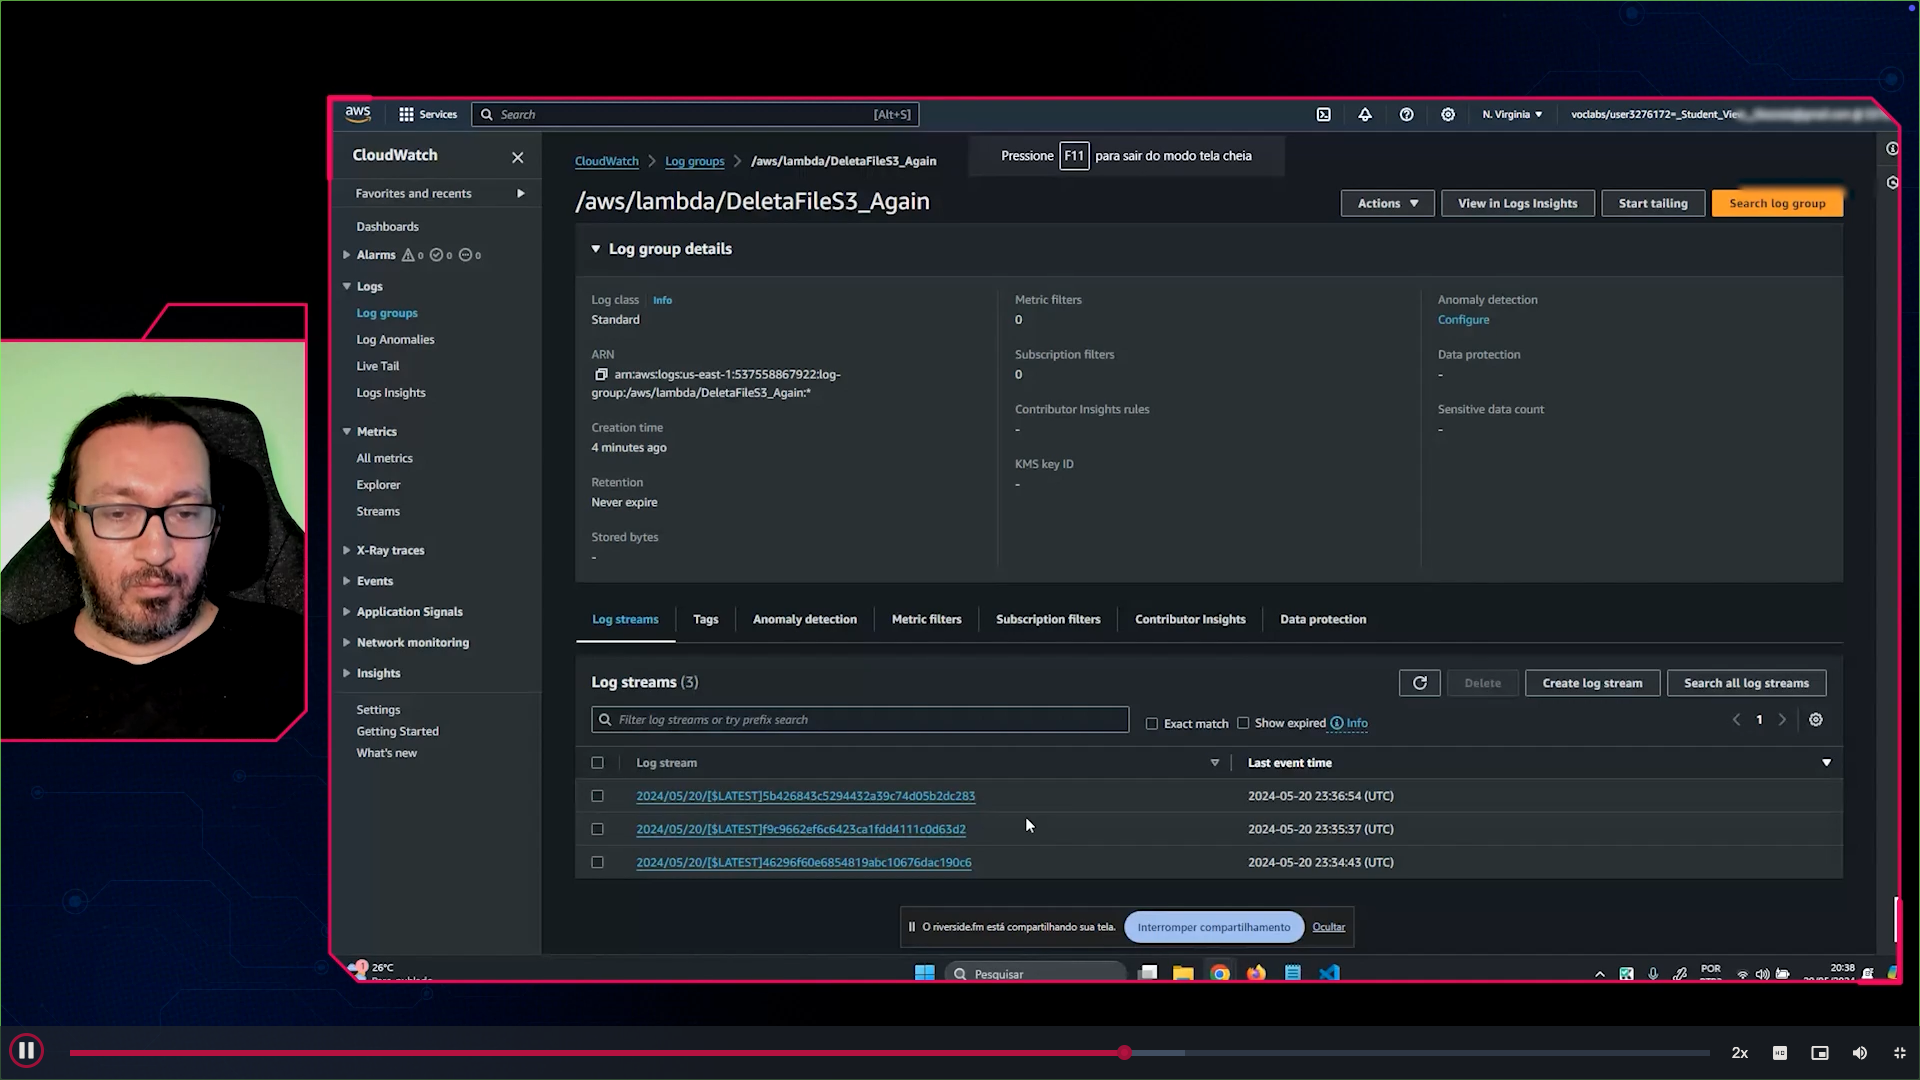 aws
Services
Search
[Alt+S]
N. Virginia
voclabs/user3276172=_Student_Vie
CloudWatch
Favorites and recents
Dashboards
Alarms 0 0 0
Logs
Log groups
Log Anomalies
Live Tail
Logs Insights
Metrics
All metrics
Explorer
Streams
X-Ray traces
Events
Application Signals
Network monitoring
Insights
Settings
Getting Started
What's new
CloudWatch
Log groups
/aws/lambda/DeletaFileS3_Again
Pressione F11 para sair do modo tela cheia
/aws/lambda/DeletaFileS3_Again
Actions
View in Logs Insights
Start tailing
Search log group
Log group details
Log class
Info
Standard
ARN
arn:aws:logs:us-east-1:537558867922:log-
group:/aws/lambda/DeletaFileS3_Again:*
Creation time
4 minutes ago
Retention
Never expire
Stored bytes
-
Metric filters
0
Subscription filters
0
Contributor Insights rules
-
KMS key ID
-
Anomaly detection
Configure
Data protection
-
Sensitive data count
-
Log streams
Tags
Anomaly detection
Metric filters
Subscription filters
Contributor Insights
Data protection
Log streams (3)
Delete
Create log stream
Search all log streams
Filter log streams or try prefix search
Exact match
Show expired
Info
1
Log stream
Last event time
2024/05/20/[$LATEST]5b426843c5294432a39c74d05b2dc283
2024-05-20 23:36:54 (UTC)
2024/05/20/[$LATEST]f9c9662ef6c6423ca1fdd4111c0d63d2
2024-05-20 23:35:37 (UTC)
2024/05/20/[$LATEST]46296f60e6854819abc10676dac190c6
2024-05-20 23:34:43 (UTC)
O riverside.fm está compartilhando sua tela.
Interromper compartilhamento
Ocultar
1
26°C
Pesquisar
POR
20:38
2x